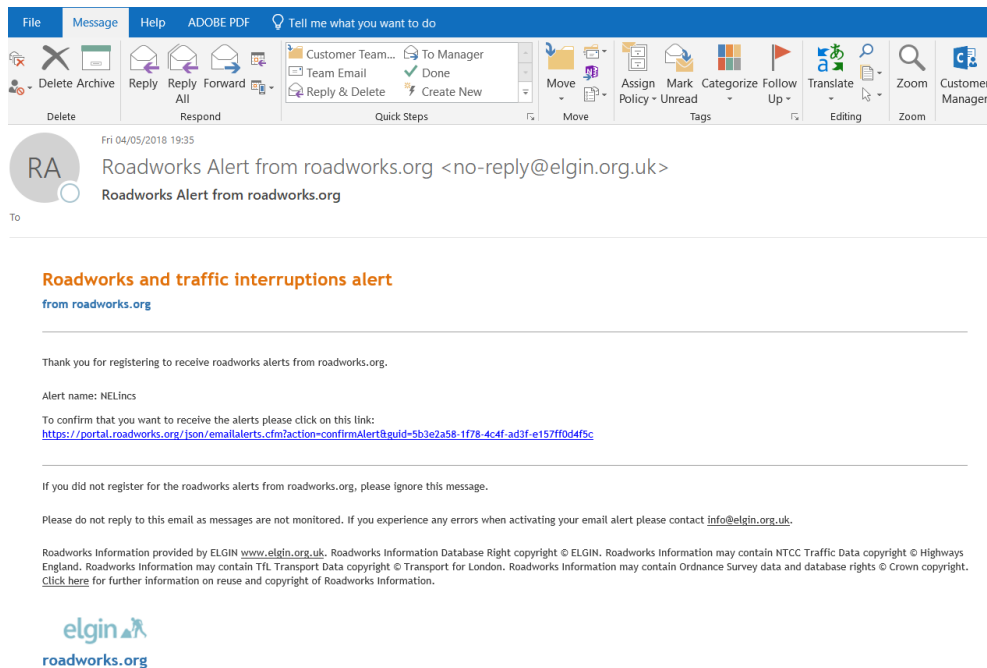 File Message Help ADOBE PDF Tell me what you want to do
Customer Team... To Manager
Team Email Done
Reply & Delete Create New
Delete Archive Reply Reply All Forward Move Assign Policy Mark Unread Categorize Follow Up Translate Zoom Customer Manager
Delete Respond Quick Steps Move Tags Editing Zoom
Fri 04/05/2018 19:35
RA
Roadworks Alert from roadworks.org <no-reply@elgin.org.uk>
Roadworks Alert from roadworks.org
To
Roadworks and traffic interruptions alert
from roadworks.org
Thank you for registering to receive roadworks alerts from roadworks.org.
Alert name: NELincs
To confirm that you want to receive the alerts please click on this link:
https://portal.roadworks.org/json/emailalerts.cfm?action=confirmAlert&guid=5b3e2a58-1f78-4c4f-ad3f-e157ff0d4f5c
If you did not register for the roadworks alerts from roadworks.org, please ignore this message.
Please do not reply to this email as messages are not monitored. If you experience any errors when activating your email alert please contact info@elgin.org.uk.
Roadworks Information provided by ELGIN www.elgin.org.uk. Roadworks Information Database Right copyright © ELGIN. Roadworks Information may contain NTCC Traffic Data copyright © Highways
England. Roadworks Information may contain TfL Transport Data copyright © Transport for London. Roadworks Information may contain Ordnance Survey data and database rights © Crown copyright.
Click here for further information on reuse and copyright of Roadworks Information.
elgin
roadworks.org